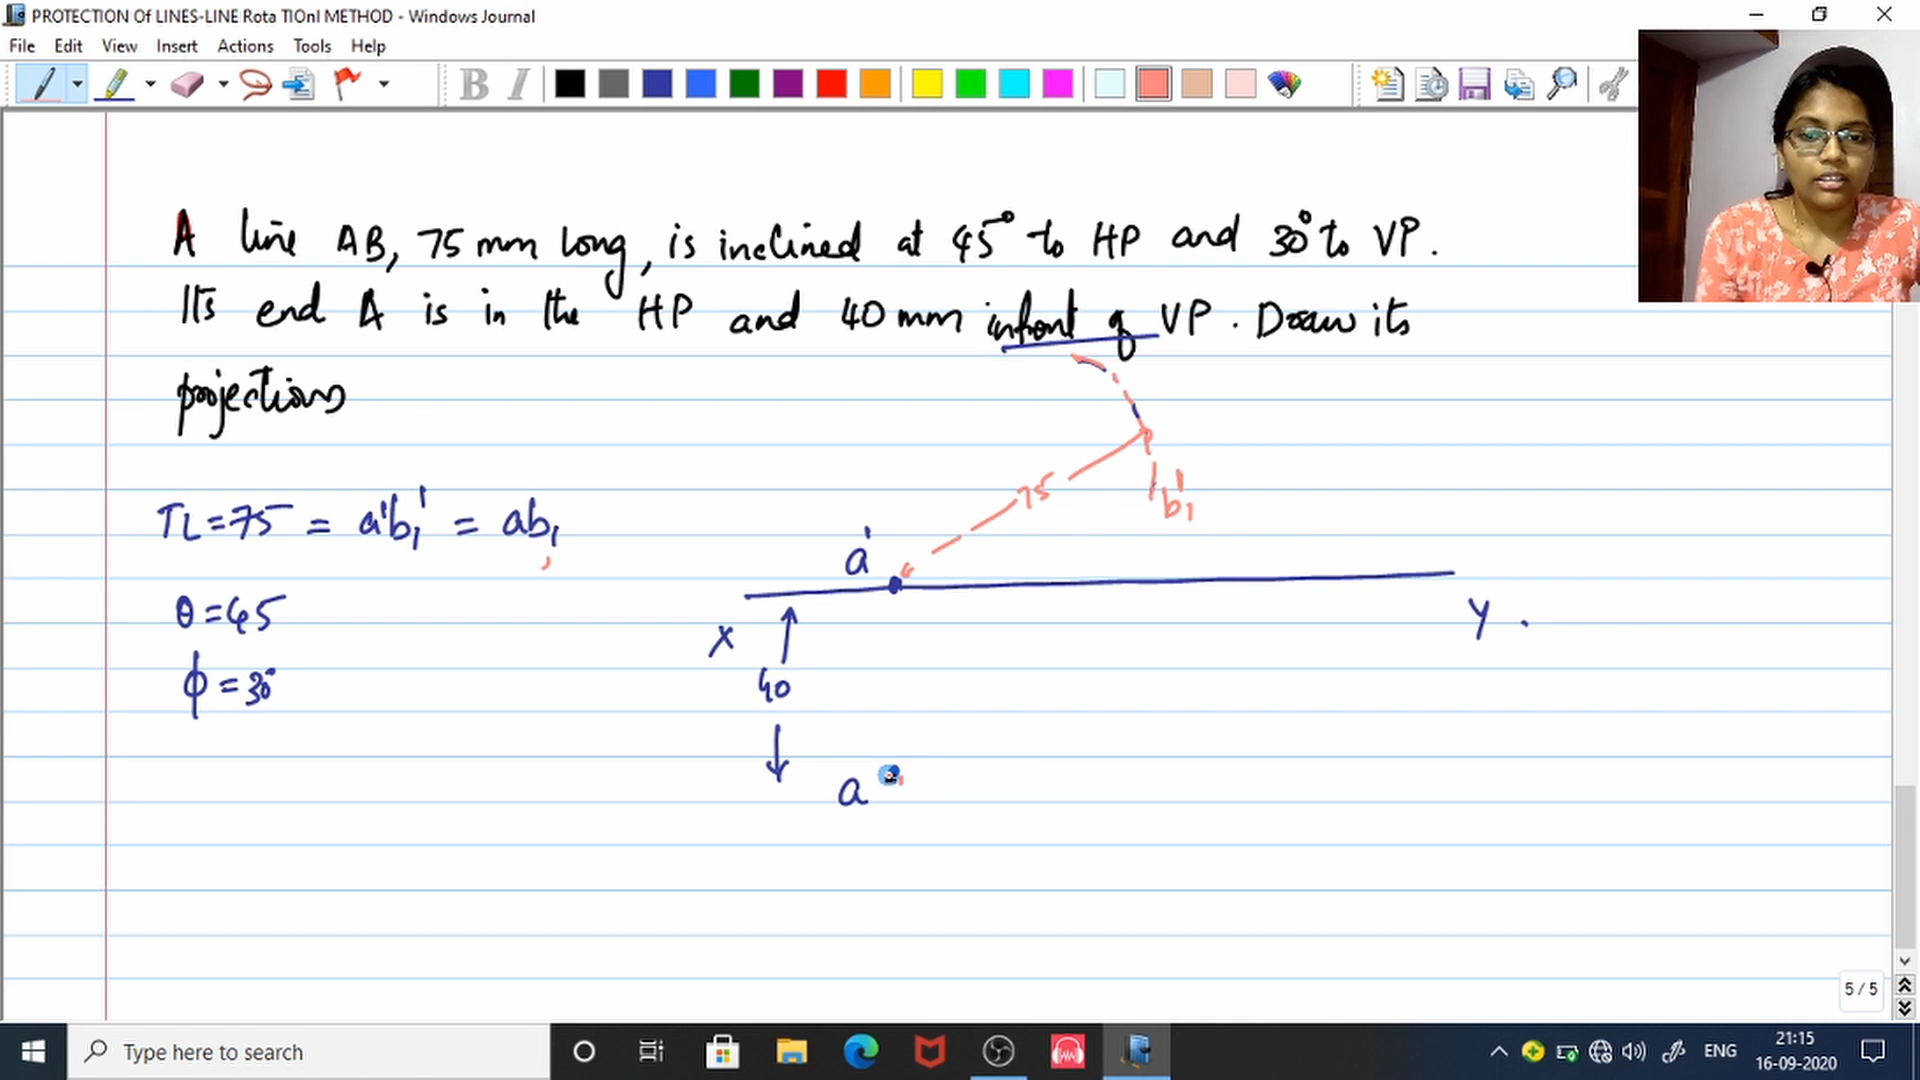 PROTECTION Of LINES-LINE Rota TIOnI METHOD - Windows Journal
File Edit View Insert Actions Tools Help
B I
A line AB, 75 mm long, is inclined at 45° to HP and 30° to VP.
Its end A is in the HP and 40 mm infront of VP. Draw its
projections
75
b₁'
TL = 75 = a'b₁' = ab₁
a'
θ = 45
X
Y .
φ = 30°
40
a
5 / 5
Type here to search
ENG
21:15
16-09-2020